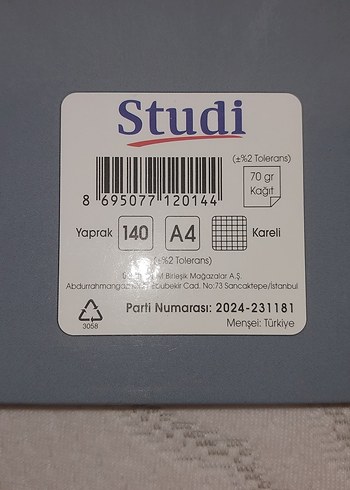 Studi
(±%2 Tolerans)
70 gr
Kağıt
8 695077 120144
Yaprak 140 A4 Kareli
%2 Tolerans)
Birleşik Mağazalar A.Ş.
Cad. No:73 Sancaktepe/İstanbul
Parti Numarası: 2024-231181
Menşei: Türkiye
3058